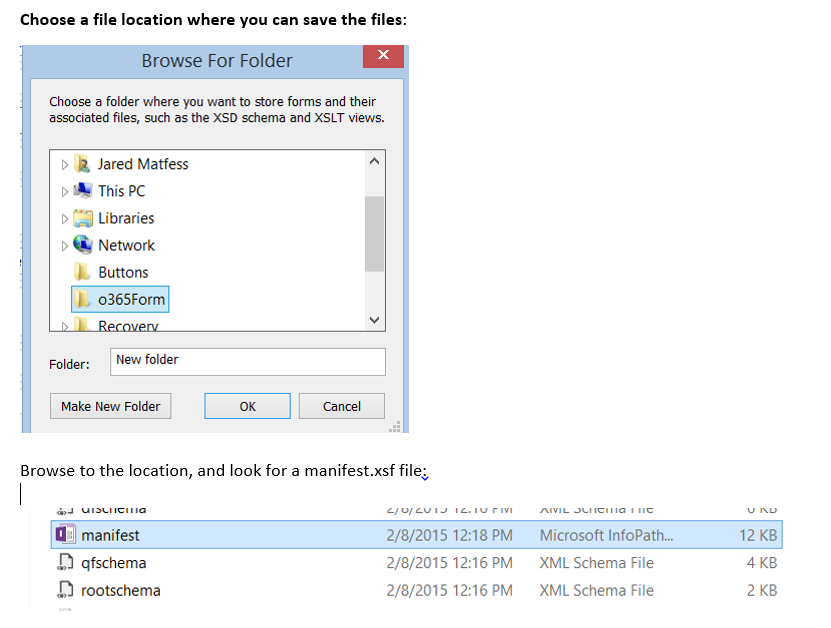 Choose a file location where you can save the files:
Browse For Folder
Choose a folder where you want to store forms and their
associated files, such as the XSD schema and XSLT views.
Jared Matfess
This PC
Libraries
Network
Buttons
o365Form
Recovery
Folder: New folder
Make New Folder OK Cancel
Browse to the location, and look for a manifest.xsf file:
manifest 2/8/2015 12:18 PM Microsoft InfoPath... 12 KB
qfschema 2/8/2015 12:16 PM XML Schema File 4 KB
rootschema 2/8/2015 12:16 PM XML Schema File 2 KB